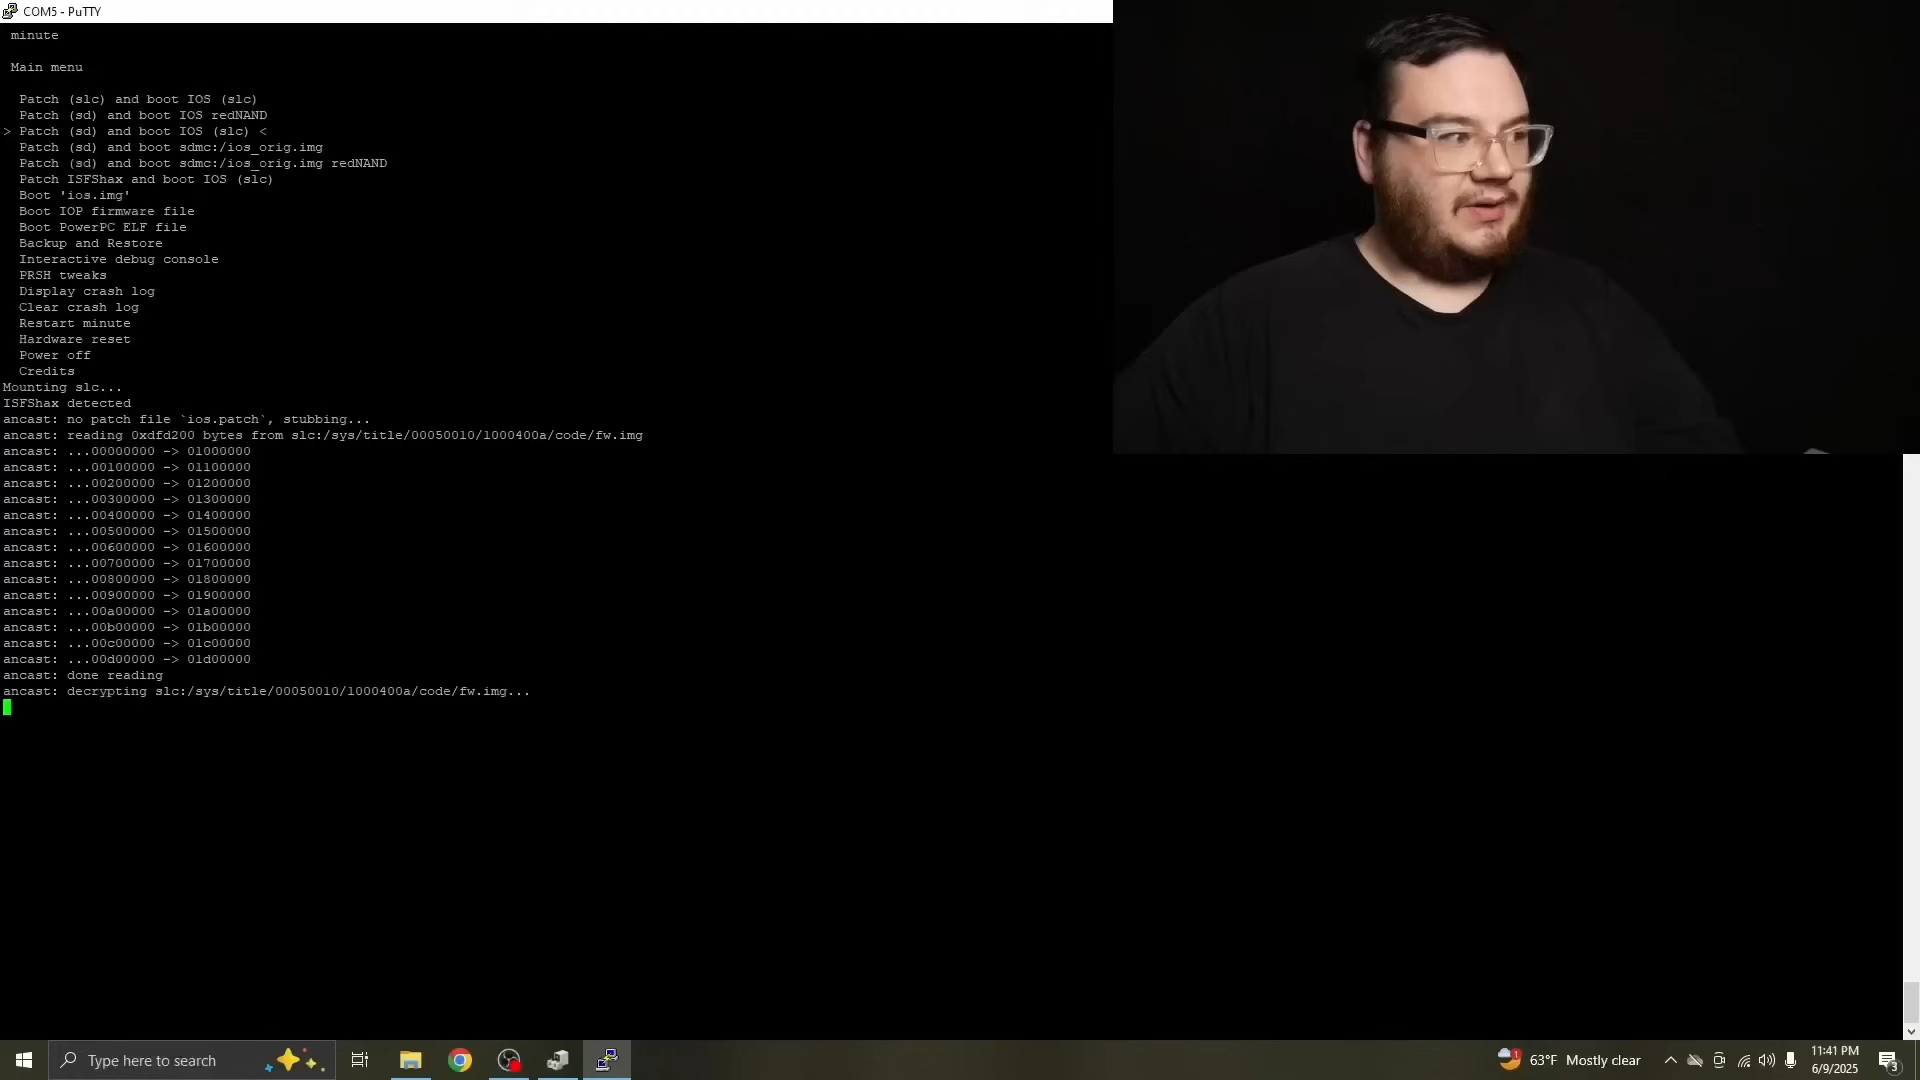 COM5 - PuTTY
minute
Main menu
Patch (slc) and boot IOS (slc)
Patch (sd) and boot IOS redNAND
> Patch (sd) and boot IOS (slc) <
Patch (sd) and boot sdmc:/ios_orig.img
Patch (sd) and boot sdmc:/ios_orig.img redNAND
Patch ISFShax and boot IOS (slc)
Boot 'ios.img'
Boot IOP firmware file
Boot PowerPC ELF file
Backup and Restore
Interactive debug console
PRSH tweaks
Display crash log
Clear crash log
Restart minute
Hardware reset
Power off
Credits
Mounting slc...
ISFShax detected
ancast: no patch file `ios.patch`, stubbing...
ancast: reading 0xdfd200 bytes from slc:/sys/title/00050010/1000400a/code/fw.img
ancast: ...00000000 -> 01000000
ancast: ...00100000 -> 01100000
ancast: ...00200000 -> 01200000
ancast: ...00300000 -> 01300000
ancast: ...00400000 -> 01400000
ancast: ...00500000 -> 01500000
ancast: ...00600000 -> 01600000
ancast: ...00700000 -> 01700000
ancast: ...00800000 -> 01800000
ancast: ...00900000 -> 01900000
ancast: ...00a00000 -> 01a00000
ancast: ...00b00000 -> 01b00000
ancast: ...00c00000 -> 01c00000
ancast: ...00d00000 -> 01d00000
ancast: done reading
ancast: decrypting slc:/sys/title/00050010/1000400a/code/fw.img...
Type here to search
1
63°F Mostly clear
11:41 PM
6/9/2025
3